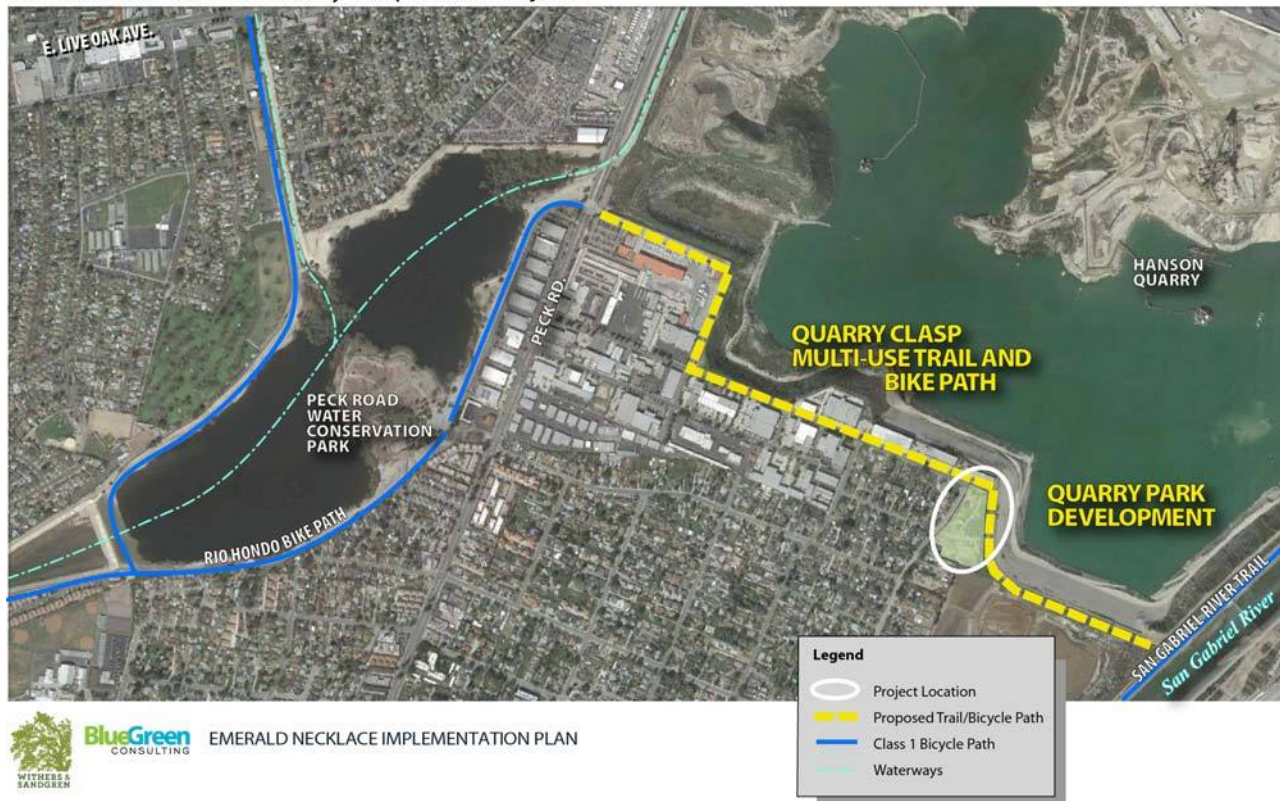 E. LIVE OAK AVE.
HANSON
QUARRY
PECK RD.
QUARRY CLASP
MULTI-USE TRAIL AND
BIKE PATH
PECK ROAD
WATER
CONSERVATION
PARK
QUARRY PARK
DEVELOPMENT
RIO HONDO BIKE PATH
SAN GABRIEL RIVER TRAIL
San Gabriel River
Legend
Project Location
Proposed Trail/Bicycle Path
Class 1 Bicycle Path
Waterways
WITHERS &
SANDGREN
BlueGreen
CONSULTING
EMERALD NECKLACE IMPLEMENTATION PLAN